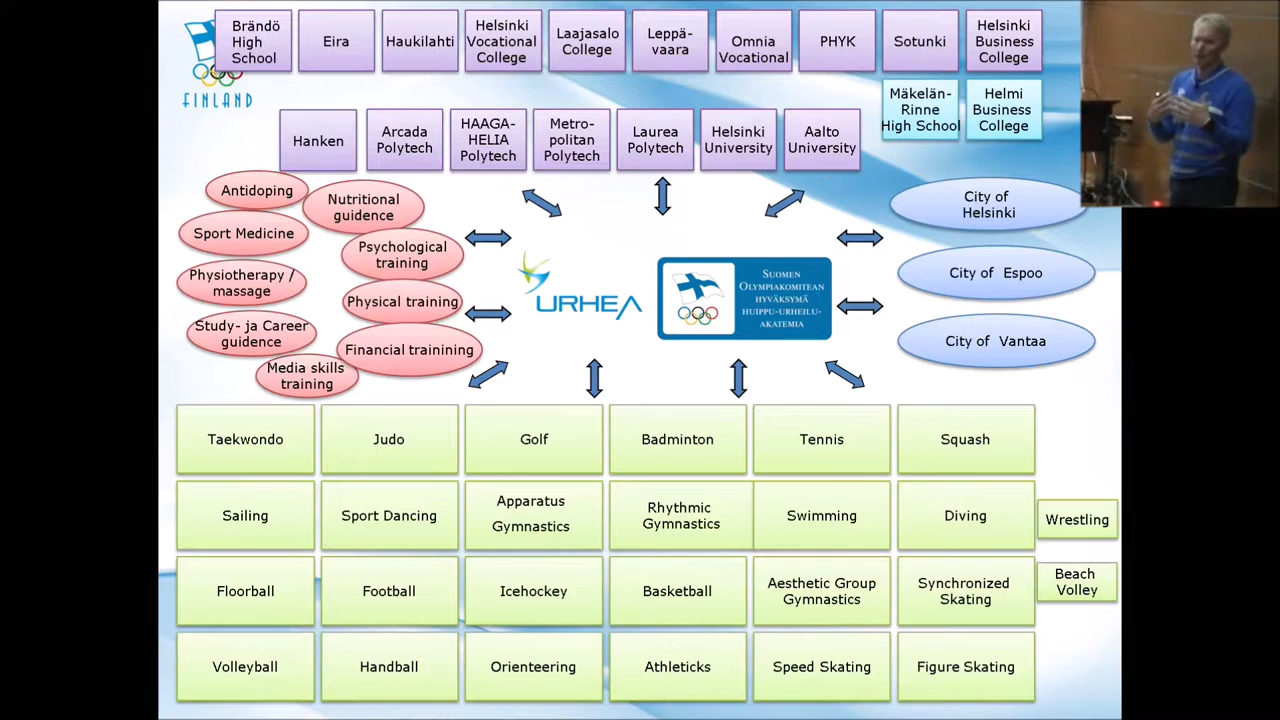 FINLAND
Brändö
High
School
Eira
Haukilahti
Helsinki
Vocational
College
Laajasalo
College
Leppä-
vaara
Omnia
Vocational
PHYK
Sotunki
Helsinki
Business
College
Mäkelän-
Rinne
High School
Helmi
Business
College
Hanken
Arcada
Polytech
HAAGA-
HELIA
Polytech
Metro-
politan
Polytech
Laurea
Polytech
Helsinki
University
Aalto
University
Antidoping
Nutritional
guidence
Sport Medicine
Psychological
training
Physiotherapy /
massage
Physical training
Study- ja Career
guidence
Financial trainining
Media skills
training
URHEA
SUOMEN
OLYMPIAKOMITEAN
HYVÄKSYMÄ
HUIPPU-URHEILU-
AKATEMIA
City of
Helsinki
City of Espoo
City of Vantaa
Taekwondo
Judo
Golf
Badminton
Tennis
Squash
Sailing
Sport Dancing
Apparatus
Gymnastics
Rhythmic
Gymnastics
Swimming
Diving
Wrestling
Floorball
Football
Icehockey
Basketball
Aesthetic Group
Gymnastics
Synchronized
Skating
Beach
Volley
Volleyball
Handball
Orienteering
Athleticks
Speed Skating
Figure Skating